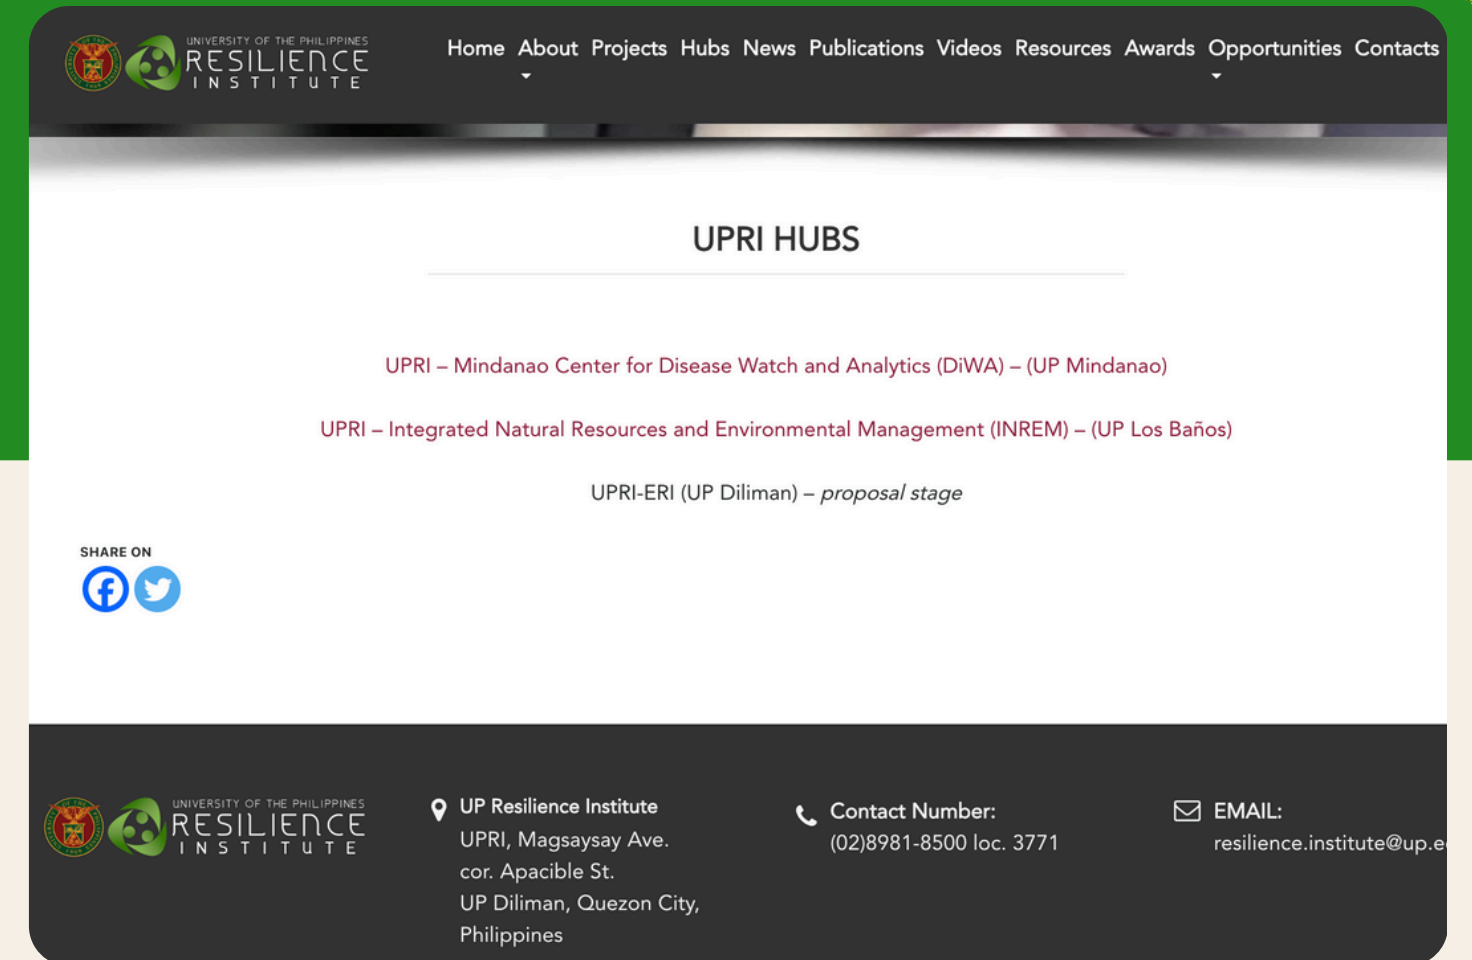 UNIVERSITY OF THE PHILIPPINES
RESILIENCE
INSTITUTE
Home About Projects Hubs News Publications Videos Resources Awards Opportunities Contacts
UPRI HUBS
UPRI – Mindanao Center for Disease Watch and Analytics (DiWA) – (UP Mindanao)
UPRI – Integrated Natural Resources and Environmental Management (INREM) – (UP Los Baños)
UPRI-ERI (UP Diliman) – proposal stage
SHARE ON
UNIVERSITY OF THE PHILIPPINES
RESILIENCE
INSTITUTE
UP Resilience Institute
UPRI, Magsaysay Ave.
cor. Apacible St.
UP Diliman, Quezon City,
Philippines
Contact Number:
(02)8981-8500 loc. 3771
EMAIL:
resilience.institute@up.e